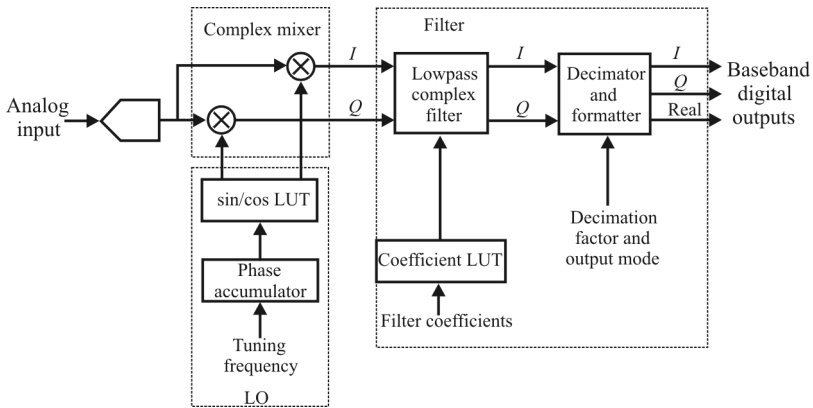 Complex mixer
Filter
I
I
I
Lowpass
complex
filter
Decimator
and
formatter
Q
Baseband
digital
outputs
Analog
input
Q
Q
Real
sin/cos LUT
Decimation
factor and
output mode
Phase
accumulator
Coefficient LUT
Filter coefficients
Tuning
frequency
LO